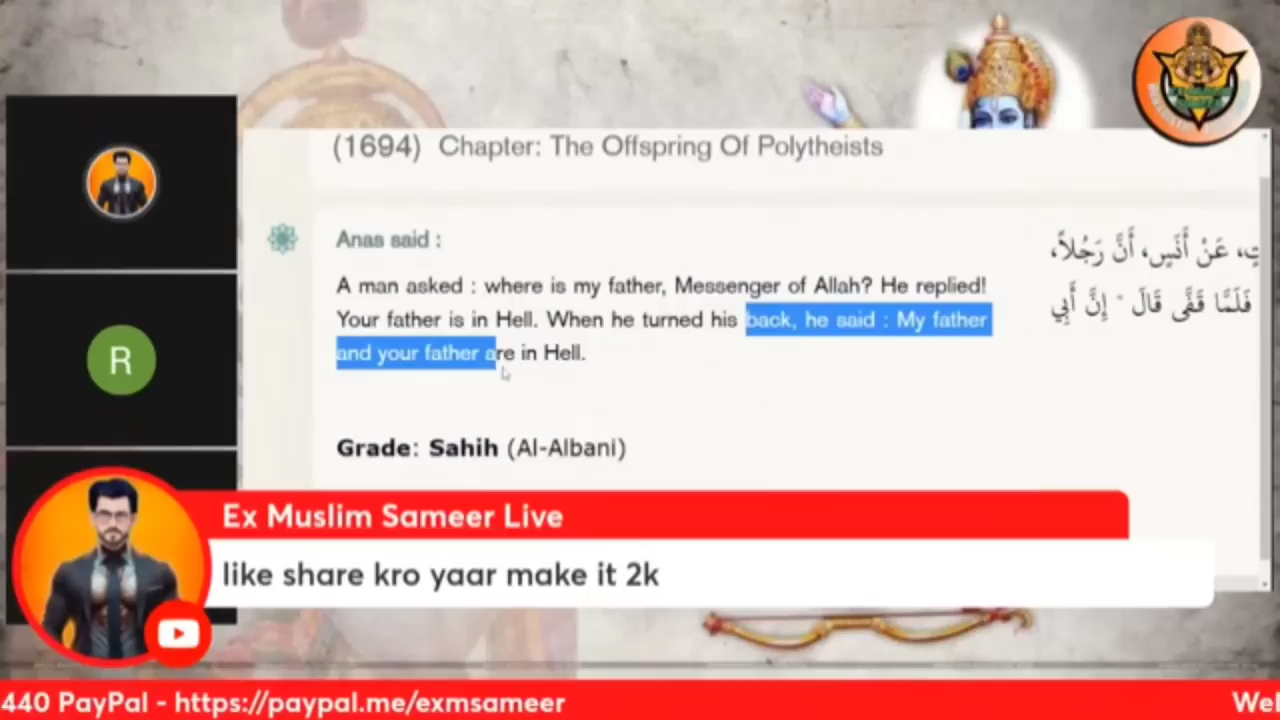 (1694) Chapter: The Offspring Of Polytheists
Anas said :
A man asked : where is my father, Messenger of Allah? He replied!
Your father is in Hell. When he turned his back, he said : My father
and your father are in Hell.
عَنْ أَنَسٍ، أَنَّ رَجُلاً،
فَلَمَّا قَفَّى قَالَ ‏"‏ إِنَّ أَبِي
Grade: Sahih (Al-Albani)
R
Ex Muslim Sameer Live
like share kro yaar make it 2k
440 PayPal - https://paypal.me/exmsameer